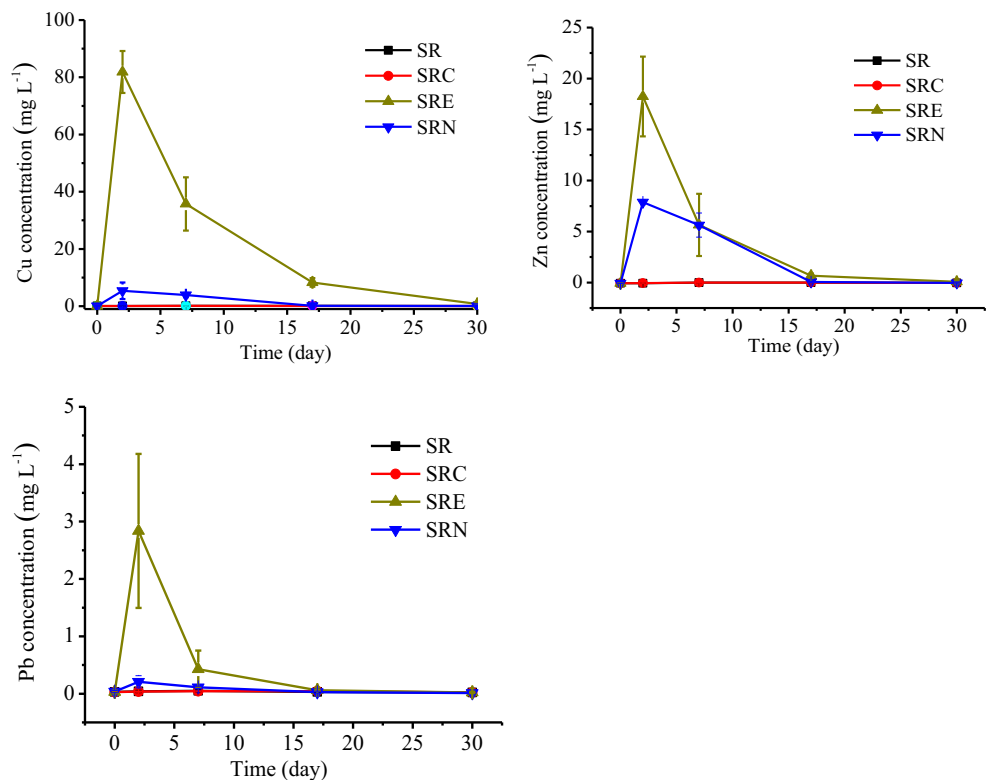 Cu concentration (mg L⁻¹)
100
80
60
40
20
0
0 5 10 15 20 25 30
Time (day)
SR
SRC
SRE
SRN
Zn concentration (mg L⁻¹)
25
20
15
10
5
0
0 5 10 15 20 25 30
Time (day)
SR
SRC
SRE
SRN
Pb concentration (mg L⁻¹)
5
4
3
2
1
0
0 5 10 15 20 25 30
Time (day)
SR
SRC
SRE
SRN